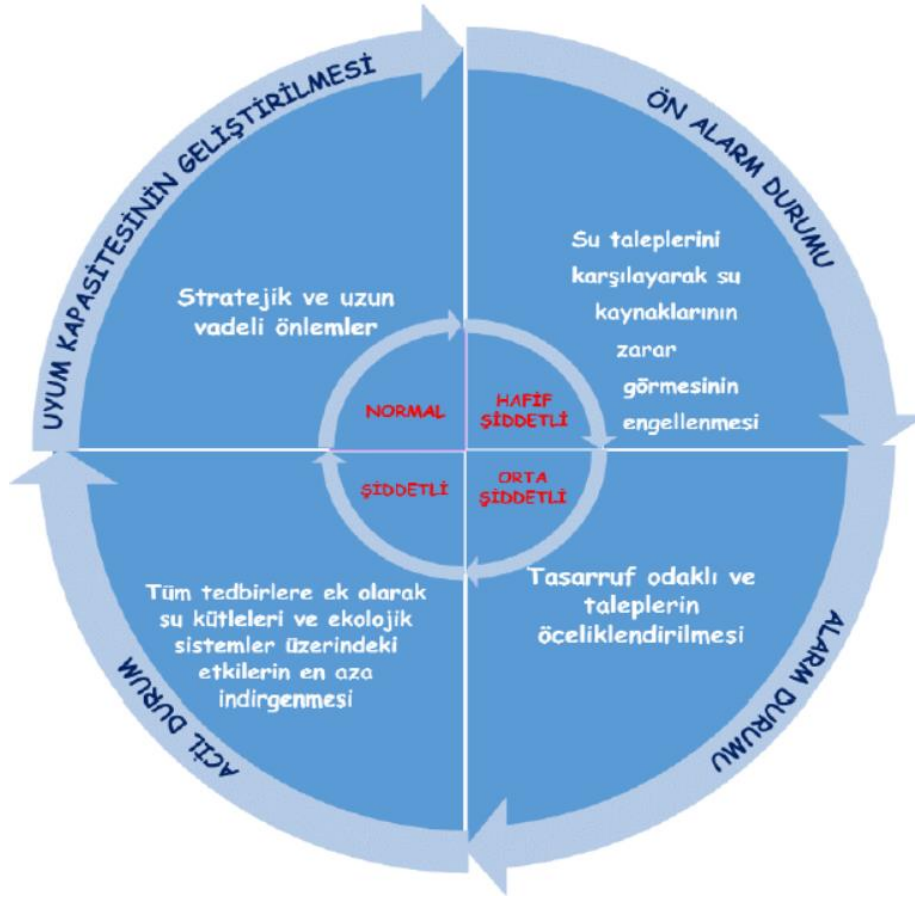 UYUM KAPASİTESİNİN GELİŞTİRİLMESİ
Stratejik ve uzun
vadeli önlemler
NORMAL
ÖN ALARM DURUMU
Su taleplerini
karşılayarak su
kaynaklarının
zarar
görmesinin
engellenmesi
HAFİF
ŞİDDETLİ
ALARM DURUMU
Tasarruf odaklı ve
taleplerin
öceliklendirilmesi
ORTA
ŞİDDETLİ
ACİL DURUM
Tüm tedbirlere ek olarak
su kütleleri ve ekolojik
sistemler üzerindeki
etkilerin en aza
indirgenmesi
ŞİDDETLİ